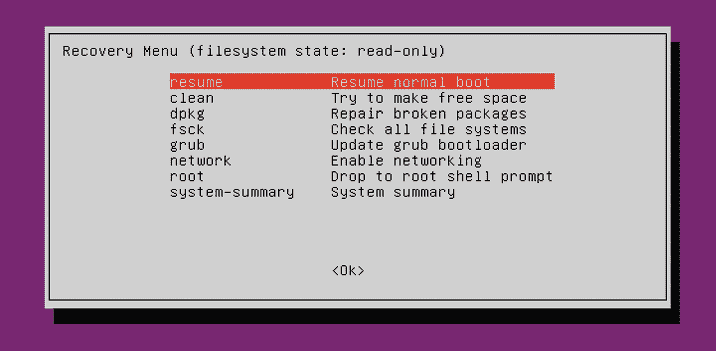 Recovery Menu (filesystem state: read-only)
resume Resume normal boot
clean Try to make free space
dpkg Repair broken packages
fsck Check all file systems
grub Update grub bootloader
network Enable networking
root Drop to root shell prompt
system-summary System summary
<Ok>